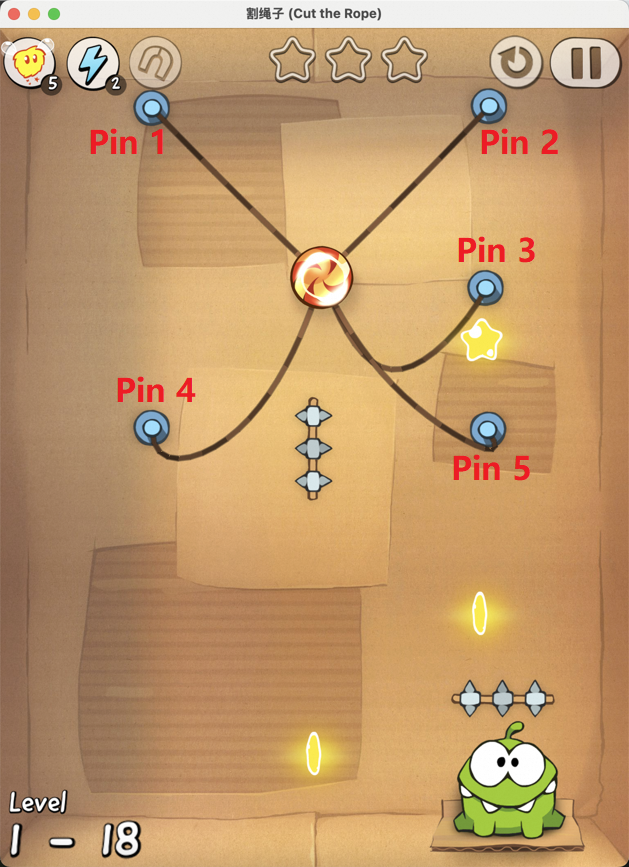 割绳子 (Cut the Rope)
5
2
Pin 1
Pin 2
Pin 3
Pin 4
Pin 5
Level
1 - 18